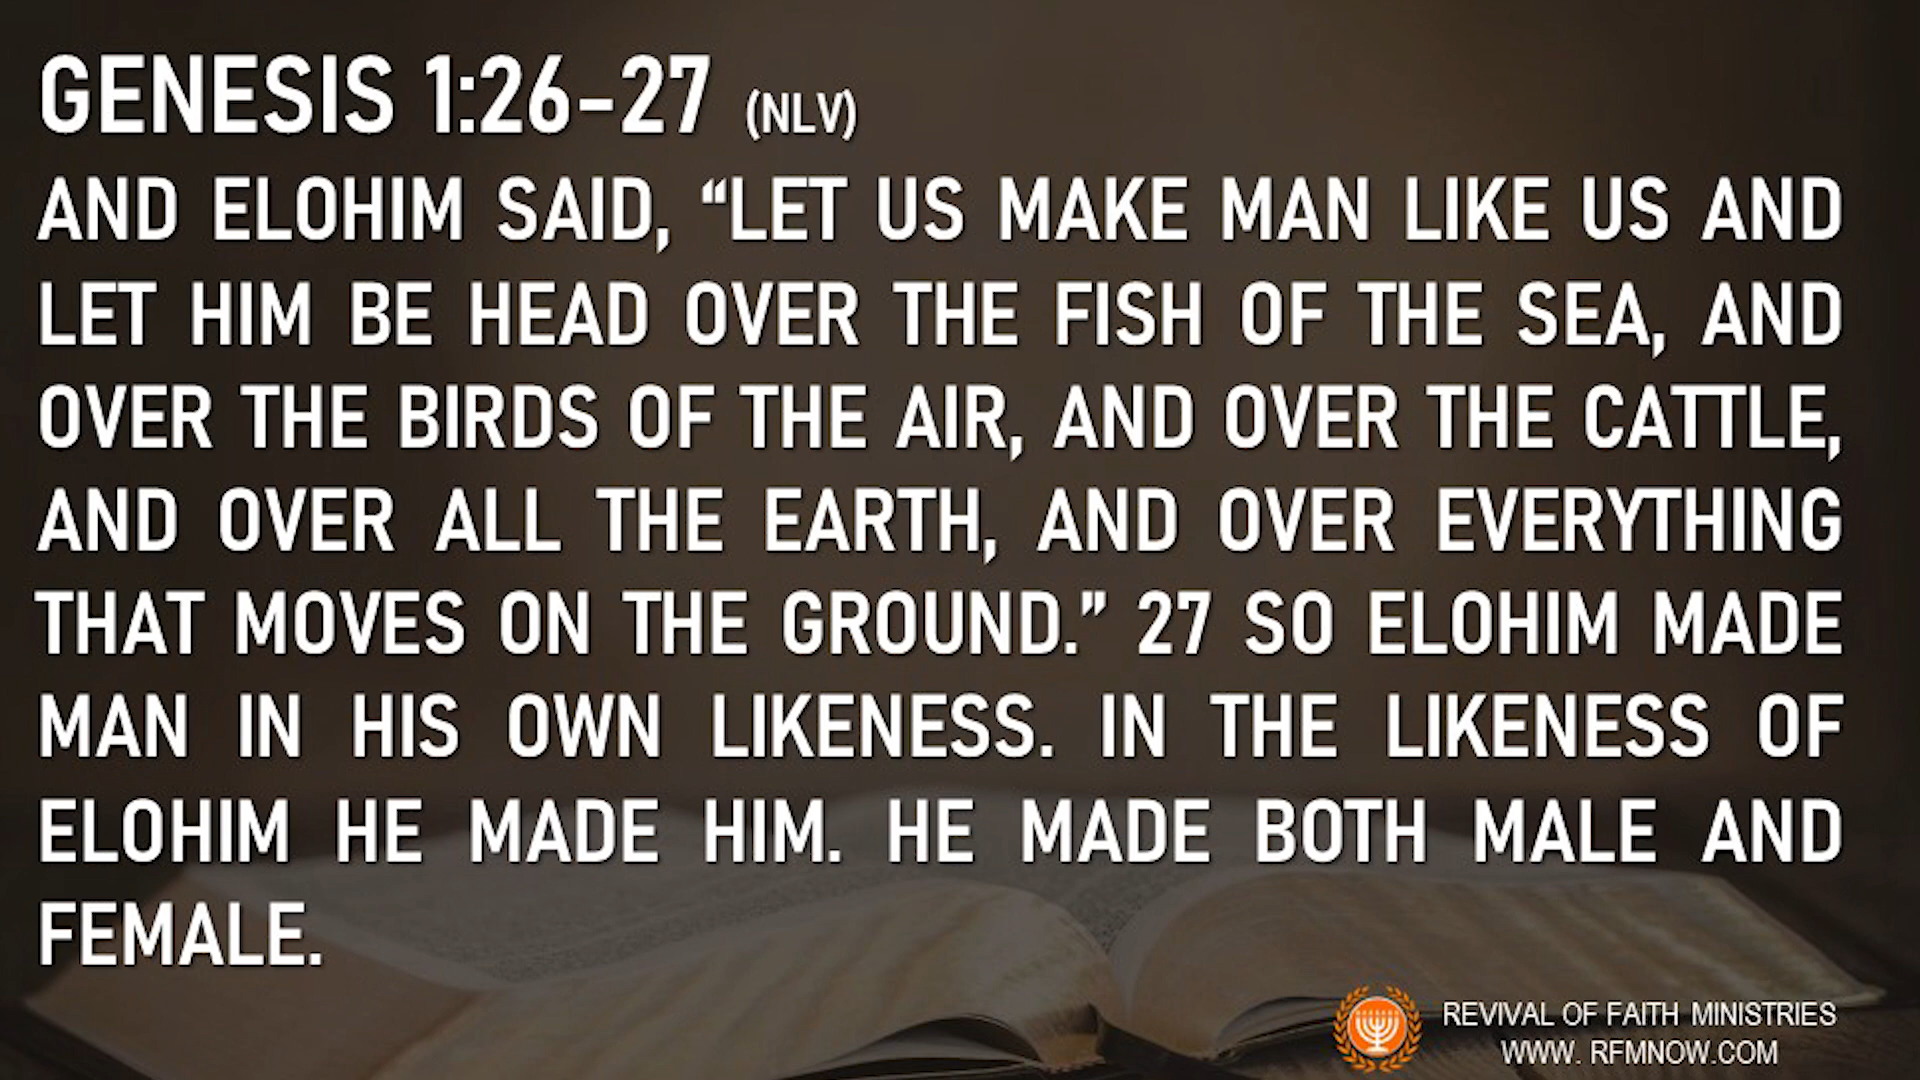 GENESIS 1:26-27 (NLV)
AND ELOHIM SAID, “LET US MAKE MAN LIKE US AND
LET HIM BE HEAD OVER THE FISH OF THE SEA, AND
OVER THE BIRDS OF THE AIR, AND OVER THE CATTLE,
AND OVER ALL THE EARTH, AND OVER EVERYTHING
THAT MOVES ON THE GROUND.” 27 SO ELOHIM MADE
MAN IN HIS OWN LIKENESS. IN THE LIKENESS OF
ELOHIM HE MADE HIM. HE MADE BOTH MALE AND
FEMALE.
REVIVAL OF FAITH MINISTRIES
WWW. RFMNOW.COM